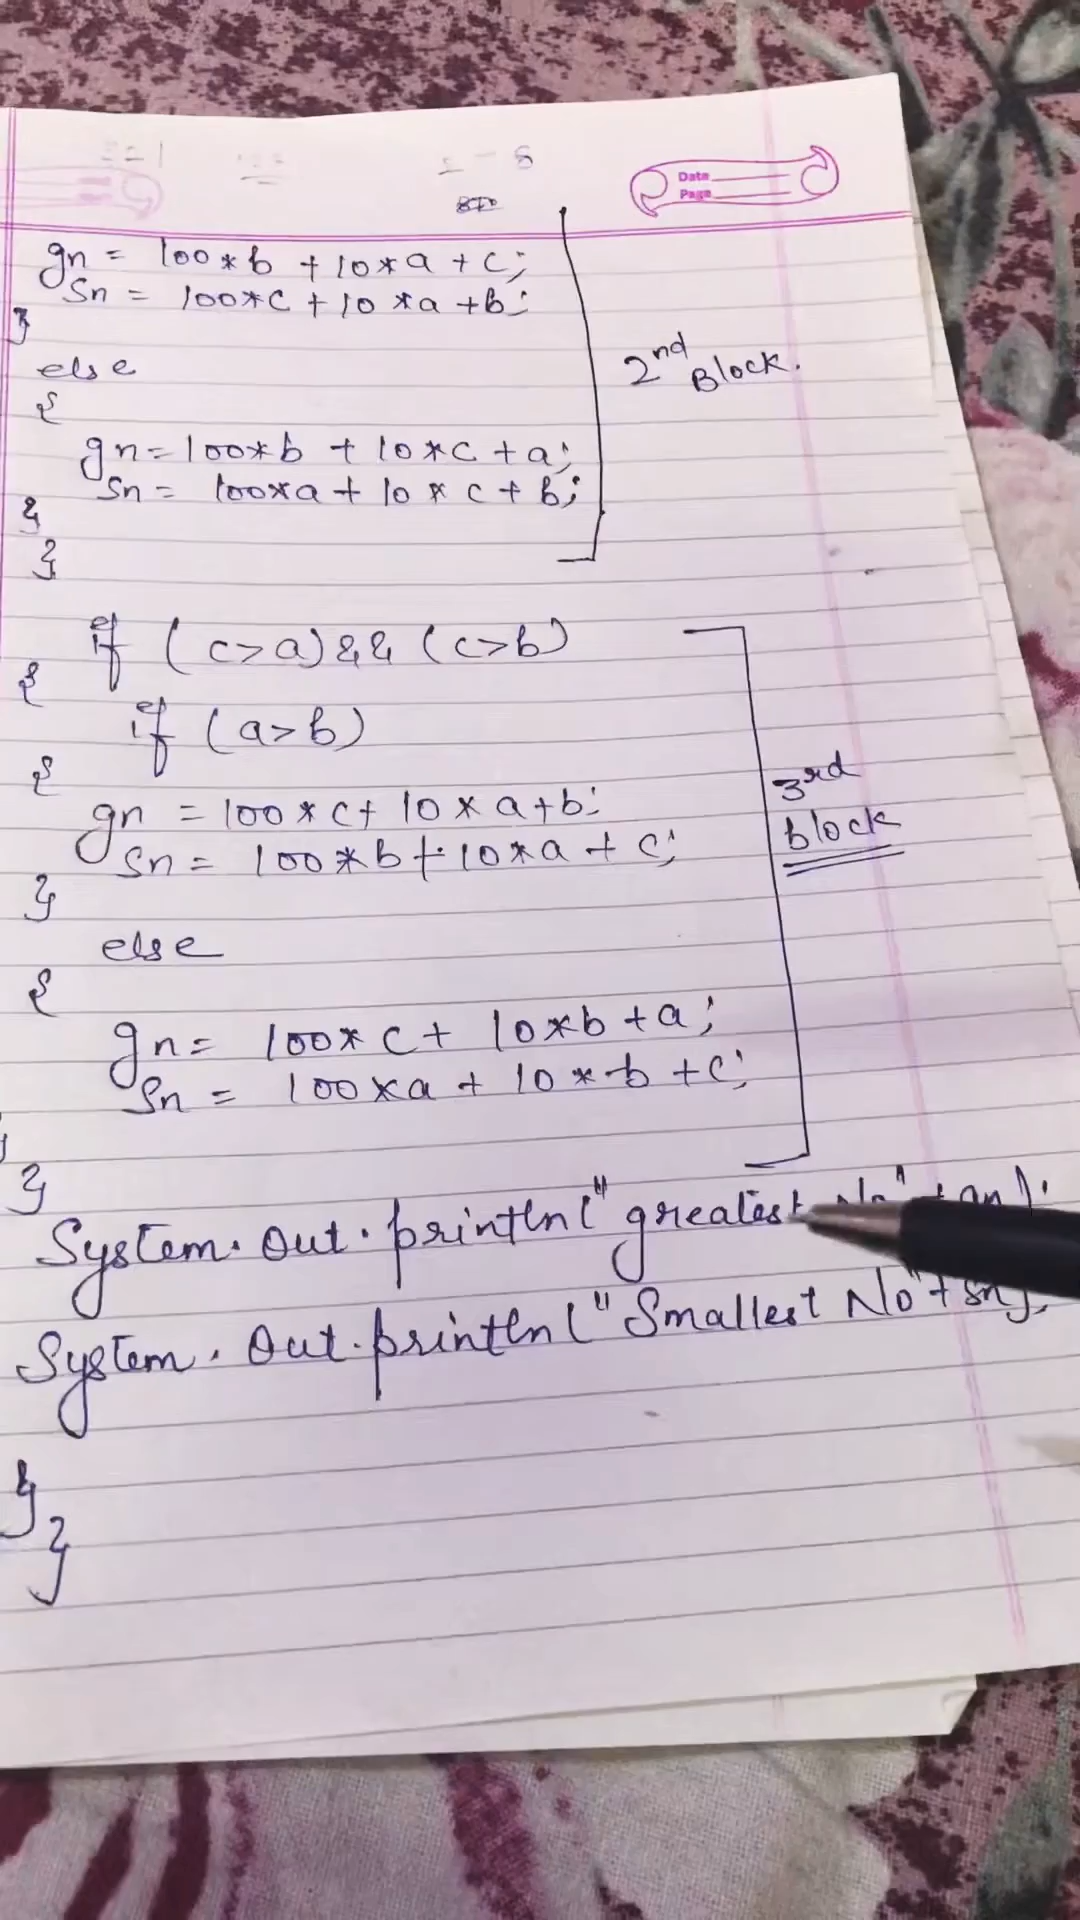 Date
Page
gn = 100*b + 10*a + c;
Sn = 100*c + 10*a + b;
}
else
{
gn = 100*b + 10*c + a;
Sn = 100*a + 10*c + b;
}
}
2nd Block.
if (c>a) && (c>b)
{
if (a>b)
{
gn = 100*c + 10*a + b;
Sn = 100*b + 10*a + c;
}
else
{
gn = 100*c + 10*b + a;
Sn = 100*a + 10*b + c;
}
3rd
block
System.Out.println("greatest No" + gn);
System.Out.println("Smallest No" + Sn);
}
}